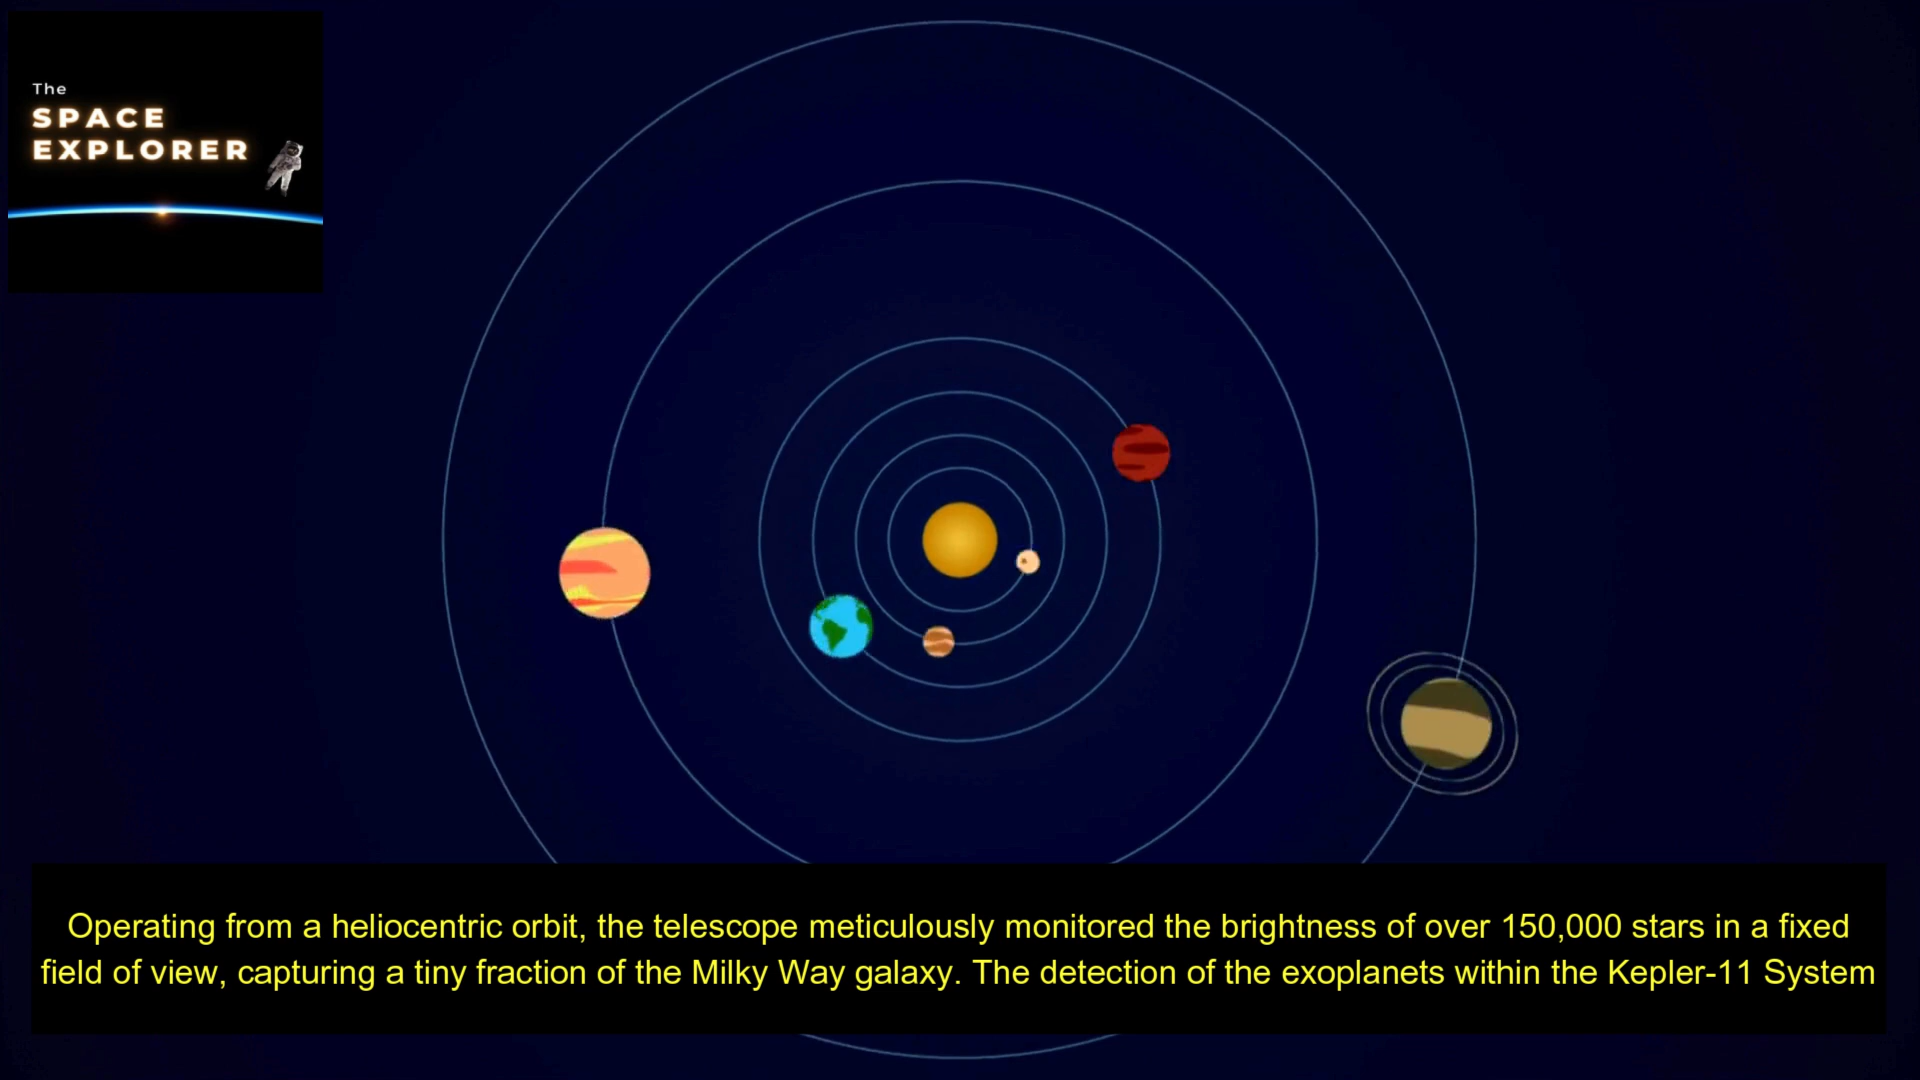 The
SPACE
EXPLORER
Operating from a heliocentric orbit, the telescope meticulously monitored the brightness of over 150,000 stars in a fixed
field of view, capturing a tiny fraction of the Milky Way galaxy. The detection of the exoplanets within the Kepler-11 System